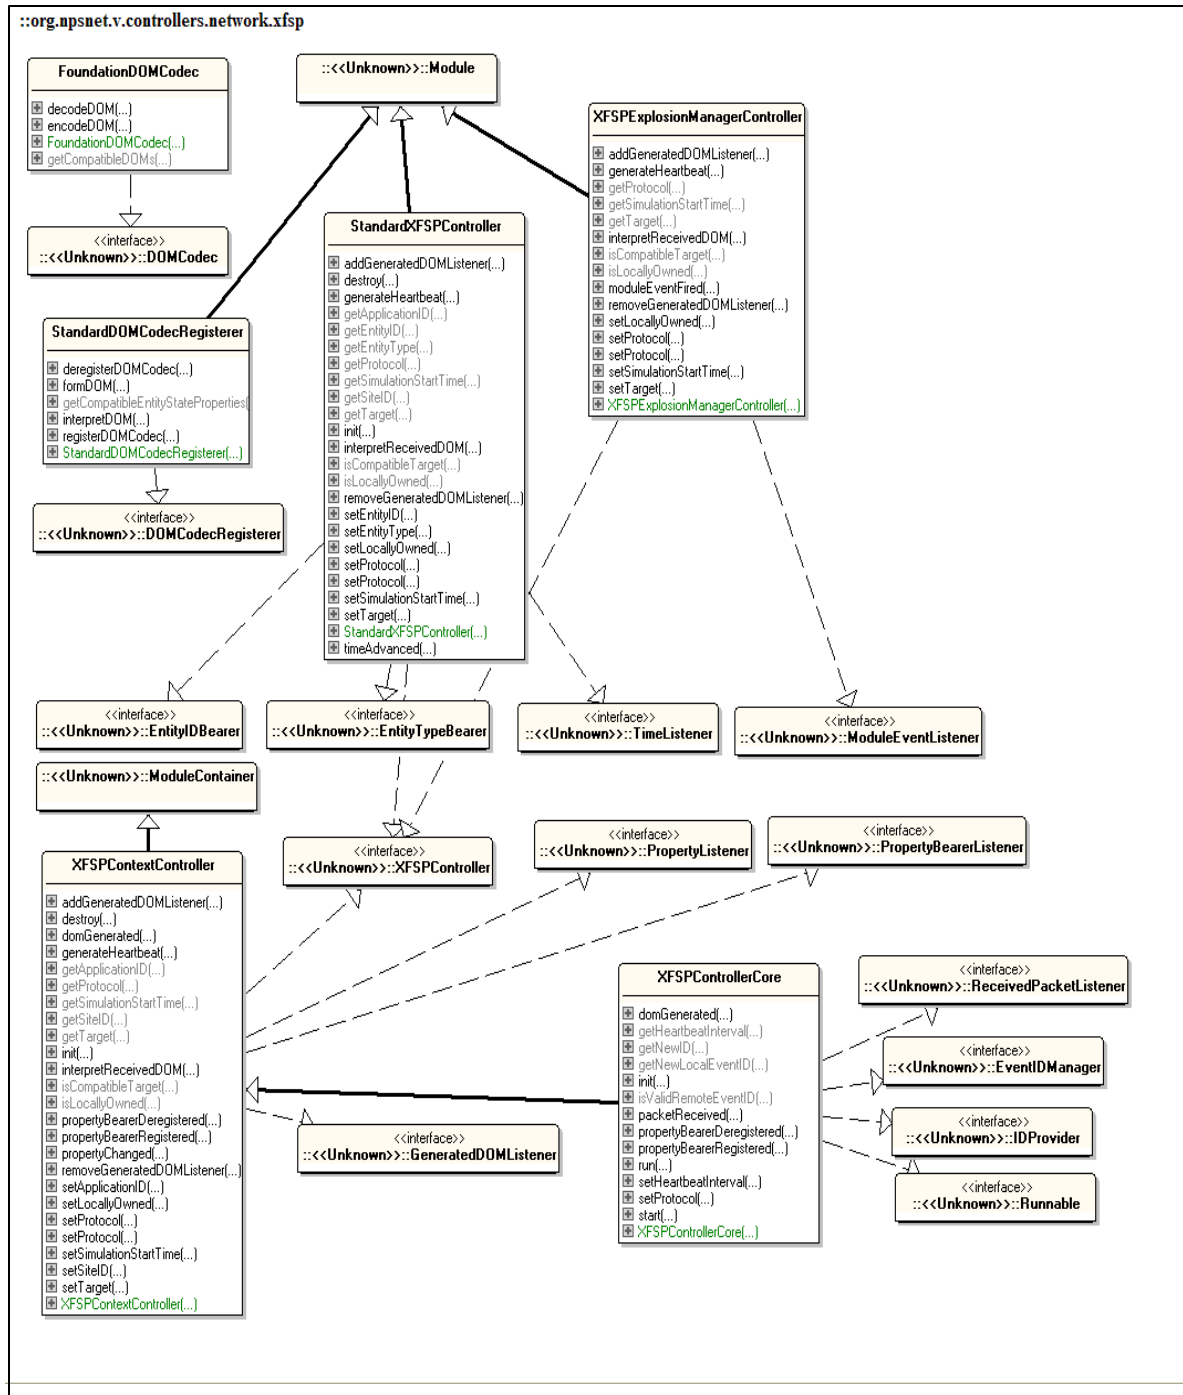 ::org.npsnet.v.controllers.network.xfsp
FoundationDOMCodec
decodeDOM(...)
encodeDOM(...)
FoundationDOMCodec(...)
getCompatibleDOMs(...)
::<<Unknown>>::Module
XFSPExplosionManagerController
addGeneratedDOMListener(...)
generateHeartbeat(...)
getProtocol(...)
getSimulationStartTime(...)
getTarget(...)
interpretReceivedDOM(...)
isCompatibleTarget(...)
isLocallyOwned(...)
moduleEventFired(...)
removeGeneratedDOMListener(...)
setLocallyOwned(...)
setProtocol(...)
setProtocol(...)
setSimulationStartTime(...)
setTarget(...)
XFSPExplosionManagerController(...)
<<interface>>
::<<Unknown>>::DOMCodec
StandardXFSPController
addGeneratedDOMListener(...)
destroy(...)
generateHeartbeat(...)
getApplicationID(...)
getEntityID(...)
getEntityType(...)
getProtocol(...)
getSimulationStartTime(...)
getSiteID(...)
getTarget(...)
init(...)
interpretReceivedDOM(...)
isCompatibleTarget(...)
isLocallyOwned(...)
removeGeneratedDOMListener(...)
setEntityID(...)
setEntityType(...)
setLocallyOwned(...)
setProtocol(...)
setProtocol(...)
setSimulationStartTime(...)
setTarget(...)
StandardXFSPController(...)
timeAdvanced(...)
StandardDOMCodecRegisterer
deregisterDOMCodec(...)
formDOM(...)
getCompatibleEntityStateProperties(
interpretDOM(...)
registerDOMCodec(...)
StandardDOMCodecRegisterer(...)
<<interface>>
::<<Unknown>>::DOMCodecRegisterer
<<interface>>
::<<Unknown>>::EntityIDBearer
<<interface>>
::<<Unknown>>::EntityTypeBearer
<<interface>>
::<<Unknown>>::TimeListener
<<interface>>
::<<Unknown>>::ModuleEventListener
::<<Unknown>>::ModuleContainer
<<interface>>
::<<Unknown>>::XFSPController
<<interface>>
::<<Unknown>>::PropertyListener
<<interface>>
::<<Unknown>>::PropertyBearerListener
XFSPContextController
addGeneratedDOMListener(...)
destroy(...)
domGenerated(...)
generateHeartbeat(...)
getApplicationID(...)
getProtocol(...)
getSimulationStartTime(...)
getSiteID(...)
getTarget(...)
init(...)
interpretReceivedDOM(...)
isCompatibleTarget(...)
isLocallyOwned(...)
propertyBearerDeregistered(...)
propertyBearerRegistered(...)
propertyChanged(...)
removeGeneratedDOMListener(...)
setApplicationID(...)
setLocallyOwned(...)
setProtocol(...)
setProtocol(...)
setSimulationStartTime(...)
setSiteID(...)
setTarget(...)
XFSPContextController(...)
<<interface>>
::<<Unknown>>::GeneratedDOMListener
XFSPControllerCore
domGenerated(...)
getHeartbeatInterval(...)
getNewID(...)
getNewLocalEventID(...)
init(...)
isValidRemoteEventID(...)
packetReceived(...)
propertyBearerDeregistered(...)
propertyBearerRegistered(...)
run(...)
setHeartbeatInterval(...)
setProtocol(...)
start(...)
XFSPControllerCore(...)
<<interface>>
::<<Unknown>>::ReceivedPacketListener
<<interface>>
::<<Unknown>>::EventIDManager
<<interface>>
::<<Unknown>>::IDProvider
<<interface>>
::<<Unknown>>::Runnable